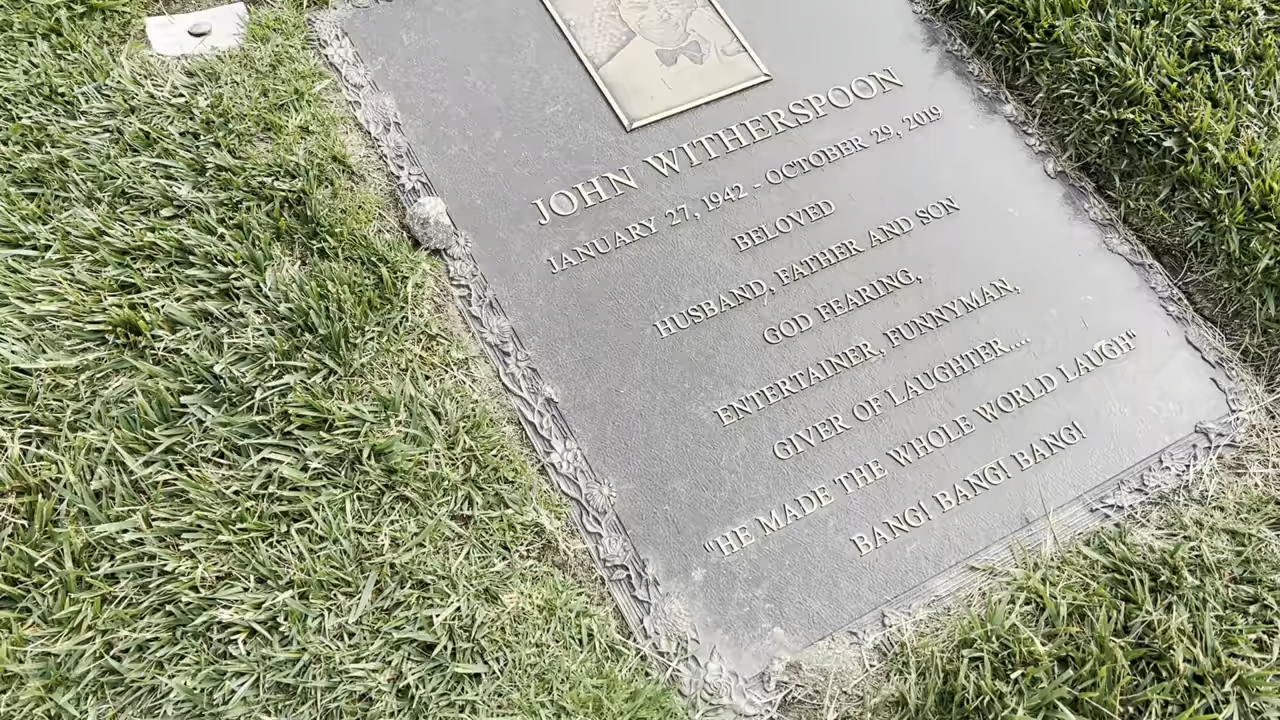 JOHN WITHERSPOON
JANUARY 27, 1942 - OCTOBER 29, 2019
BELOVED
HUSBAND, FATHER AND SON
GOD FEARING,
ENTERTAINER, FUNNYMAN,
GIVER OF LAUGHTER....
"HE MADE THE WHOLE WORLD LAUGH"
BANG! BANG! BANG!